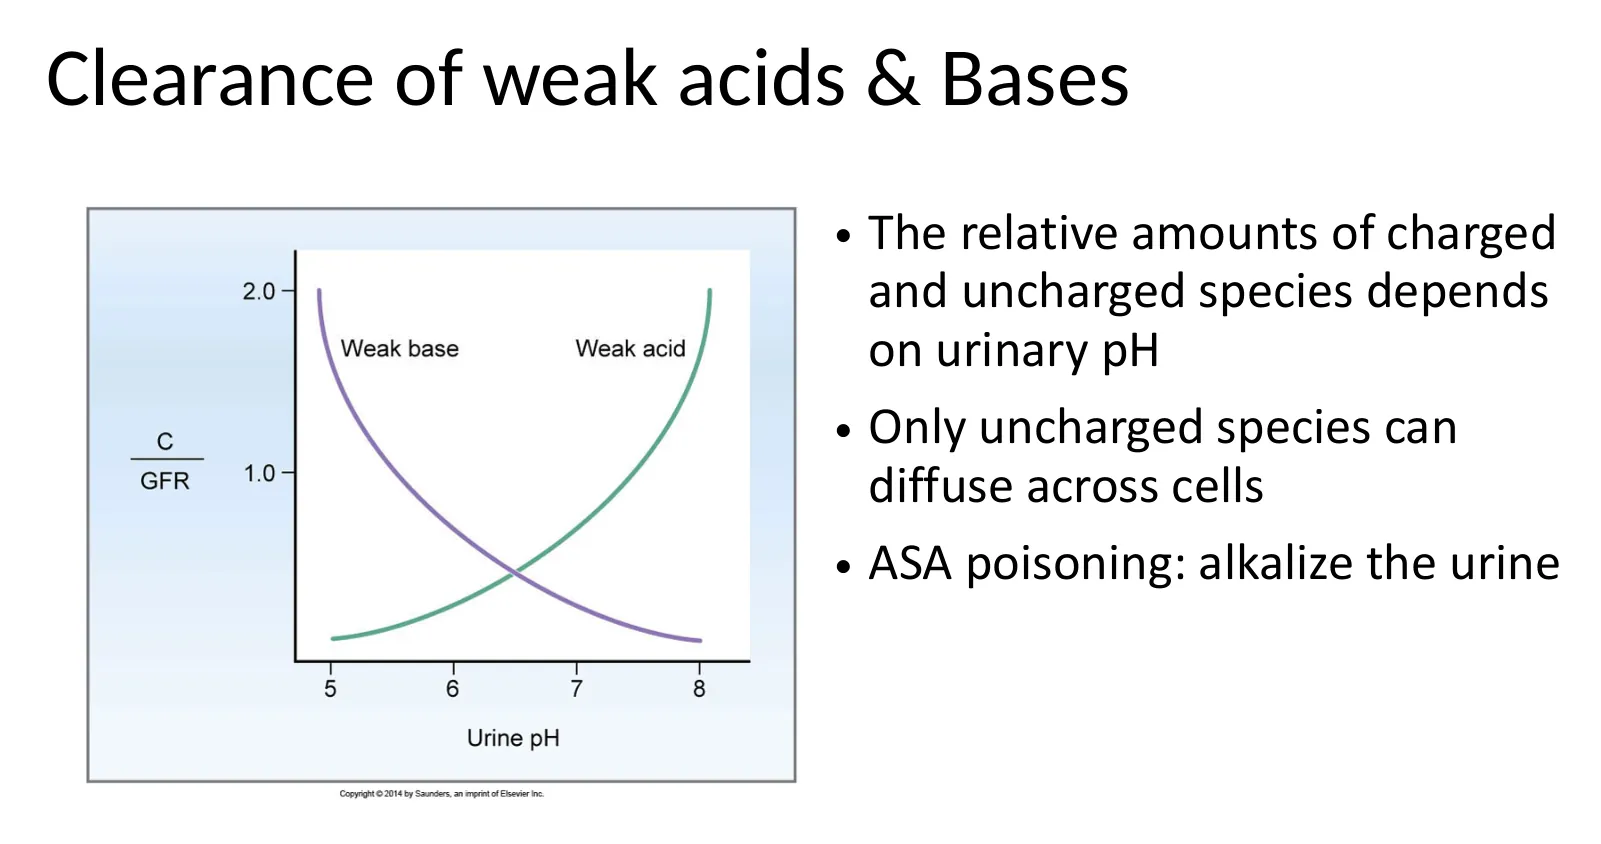 Clearance of weak acids & Bases
2.0
Weak base
Weak acid
C
GFR
1.0
5 6 7 8
Urine pH
Copyright © 2014 by Saunders, an imprint of Elsevier Inc.
• The relative amounts of charged
and uncharged species depends
on urinary pH
• Only uncharged species can
diffuse across cells
• ASA poisoning: alkalize the urine